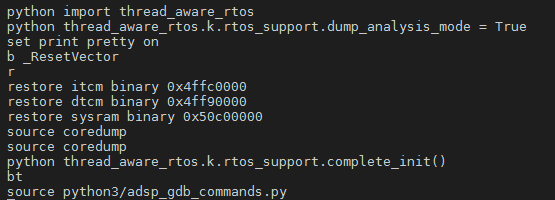 python import thread_aware_rtos
python thread_aware_rtos.k.rtos_support.dump_analysis_mode = True
set print pretty on
b _ResetVector
r
restore itcm binary 0x4ffc0000
restore dtcm binary 0x4ff90000
restore sysram binary 0x50c00000
source coredump
source coredump
python thread_aware_rtos.k.rtos_support.complete_init()
bt
source python3/adsp_gdb_commands.py